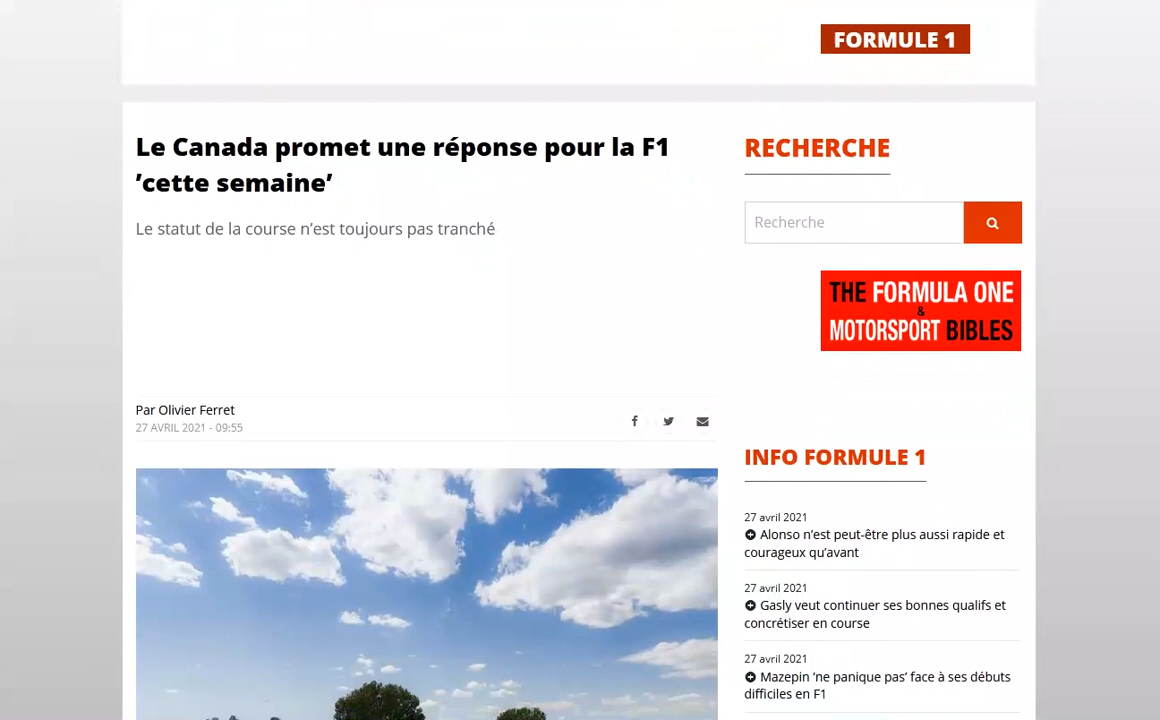 FORMULE 1
Le Canada promet une réponse pour la F1
’cette semaine’
Le statut de la course n’est toujours pas tranché
Par Olivier Ferret
27 AVRIL 2021 - 09:55
RECHERCHE
Recherche
THE FORMULA ONE
&
MOTORSPORT BIBLES
INFO FORMULE 1
27 avril 2021
Alonso n’est peut-être plus aussi rapide et
courageux qu’avant
27 avril 2021
Gasly veut continuer ses bonnes qualifs et
concrétiser en course
27 avril 2021
Mazepin ’ne panique pas’ face à ses débuts
difficiles en F1